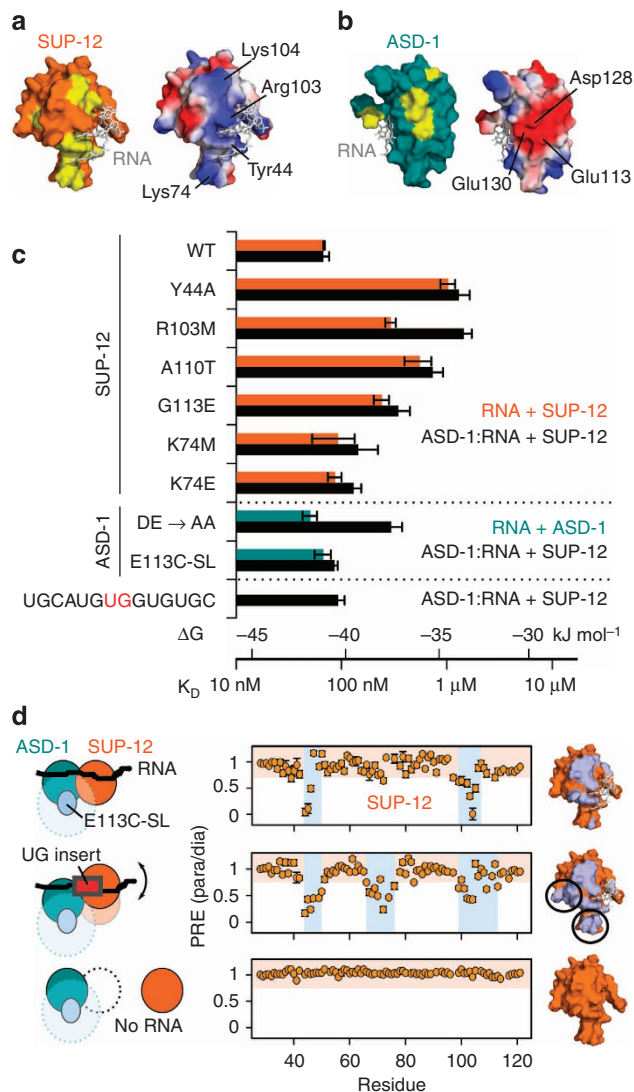 a
SUP-12
Lys104
Arg103
RNA
Tyr44
Lys74
b
ASD-1
Asp128
RNA
Glu130
Glu113
c
SUP-12
WT
Y44A
R103M
A110T
G113E
K74M
K74E
RNA + SUP-12
ASD-1:RNA + SUP-12
ASD-1
DE → AA
E113C-SL
RNA + ASD-1
ASD-1:RNA + SUP-12
UGCAUGUGGUGUGC
ASD-1:RNA + SUP-12
ΔG
–45 –40 –35 –30 kJ mol⁻¹
K_D
10 nM 100 nM 1 μM 10 μM
d
ASD-1 SUP-12
RNA
E113C-SL
UG insert
No RNA
PRE (para/dia)
1
0.5
0
SUP-12
1
0.5
0
1
0.5
0
40 60 80 100 120
Residue